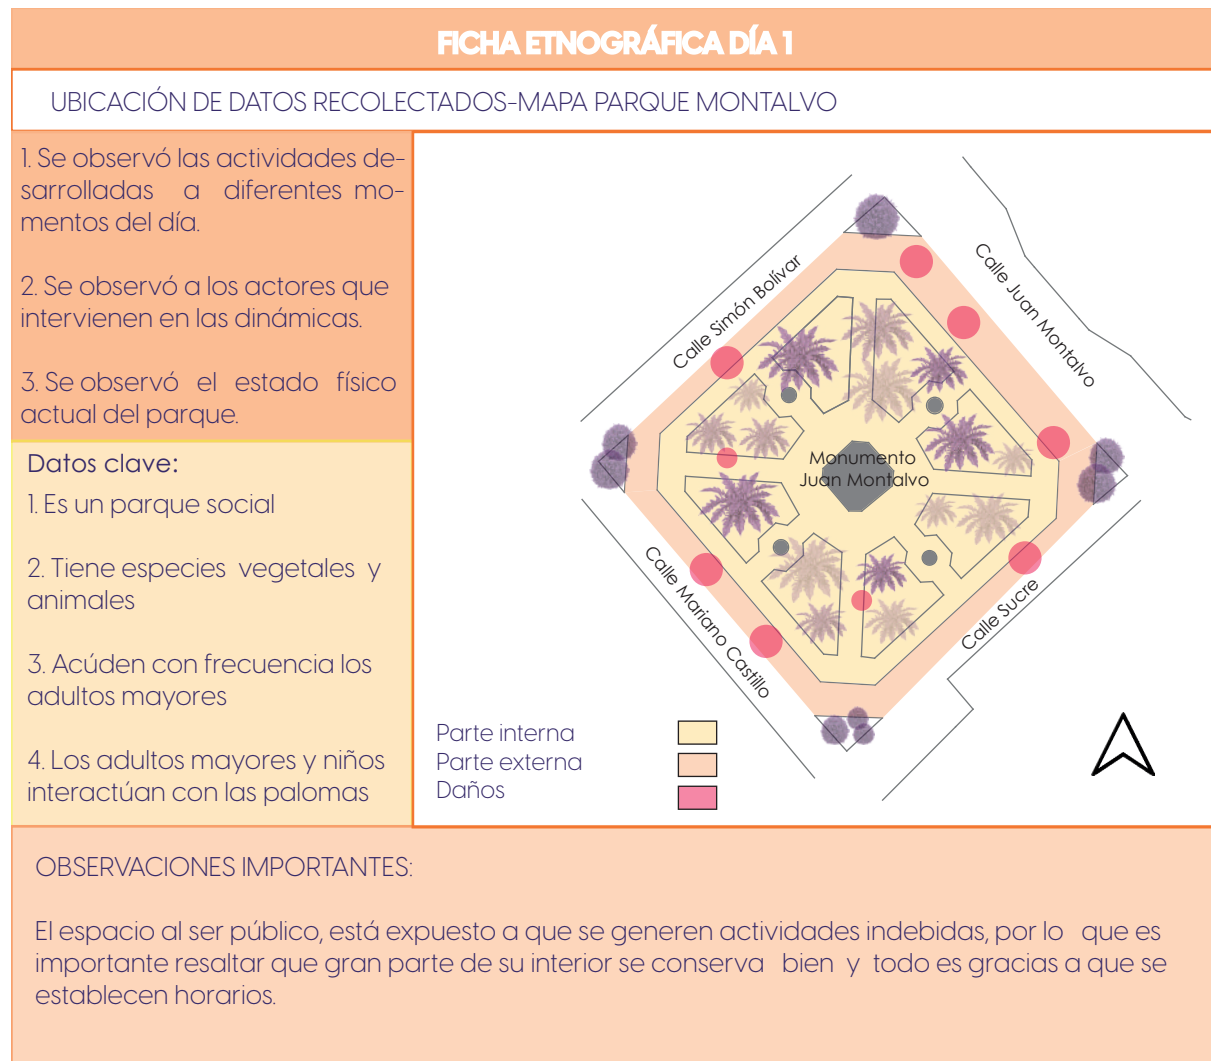 FICHA ETNOGRÁFICA DÍA 1
UBICACIÓN DE DATOS RECOLECTADOS-MAPA PARQUE MONTALVO
1. Se observó las actividades de-
sarrolladas a diferentes mo-
mentos del día.
2. Se observó a los actores que
intervienen en las dinámicas.
3. Se observó el estado físico
actual del parque.
Datos clave:
1. Es un parque social
2. Tiene especies vegetales y
animales
3. Acúden con frecuencia los
adultos mayores
4. Los adultos mayores y niños
interactúan con las palomas
Calle Simón Bolívar
Calle Juan Montalvo
Monumento
Juan Montalvo
Calle Mariano Castillo
Calle Sucre
Parte interna
Parte externa
Daños
OBSERVACIONES IMPORTANTES:
El espacio al ser público, está expuesto a que se generen actividades indebidas, por lo que es
importante resaltar que gran parte de su interior se conserva bien y todo es gracias a que se
establecen horarios.